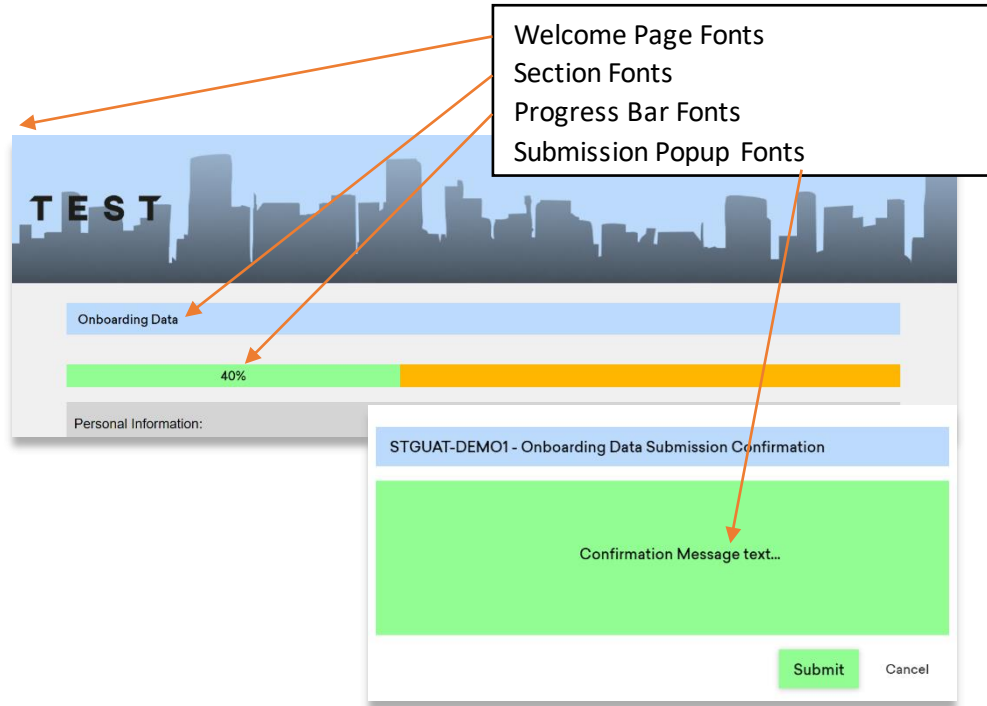 Welcome Page Fonts
Section Fonts
Progress Bar Fonts
Submission Popup Fonts
TEST
Onboarding Data
40%
Personal Information:
STGUAT-DEMO1 - Onboarding Data Submission Confirmation
Confirmation Message text...
Submit Cancel